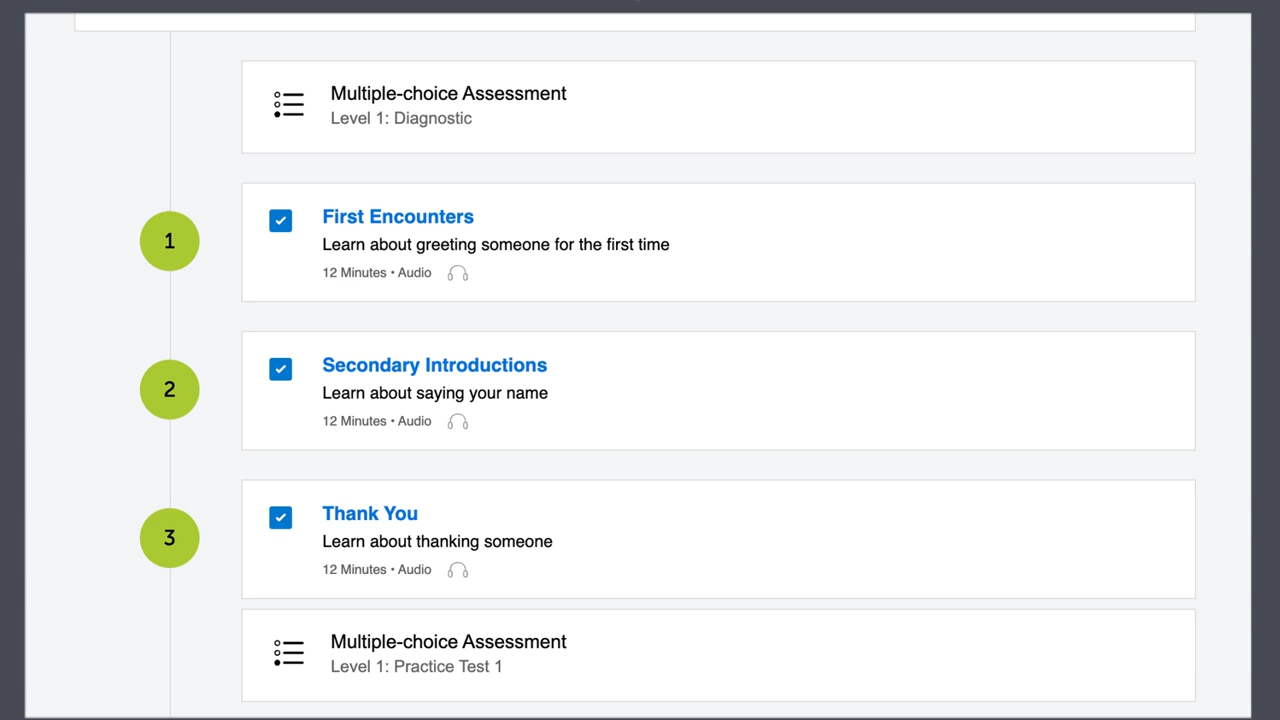 Multiple-choice Assessment
Level 1: Diagnostic
1
First Encounters
Learn about greeting someone for the first time
12 Minutes • Audio
2
Secondary Introductions
Learn about saying your name
12 Minutes • Audio
3
Thank You
Learn about thanking someone
12 Minutes • Audio
Multiple-choice Assessment
Level 1: Practice Test 1